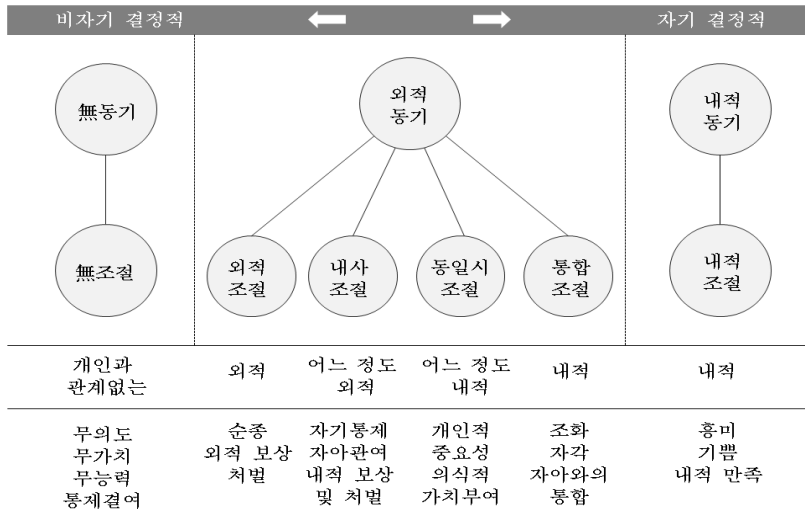 비자기 결정적
자기 결정적
無동기
외적
동기
내적
동기
無조절
외적
조절
내사
조절
동일시
조절
통합
조절
내적
조절
개인과
관계없는
외적
어느 정도
외적
어느 정도
내적
내적
내적
무의도
무가치
무능력
통제결여
순종
외적 보상
처벌
자기통제
자아관여
내적 보상
및 처벌
개인적
중요성
의식적
가치부여
조화
자각
자아와의
통합
흥미
기쁨
내적 만족